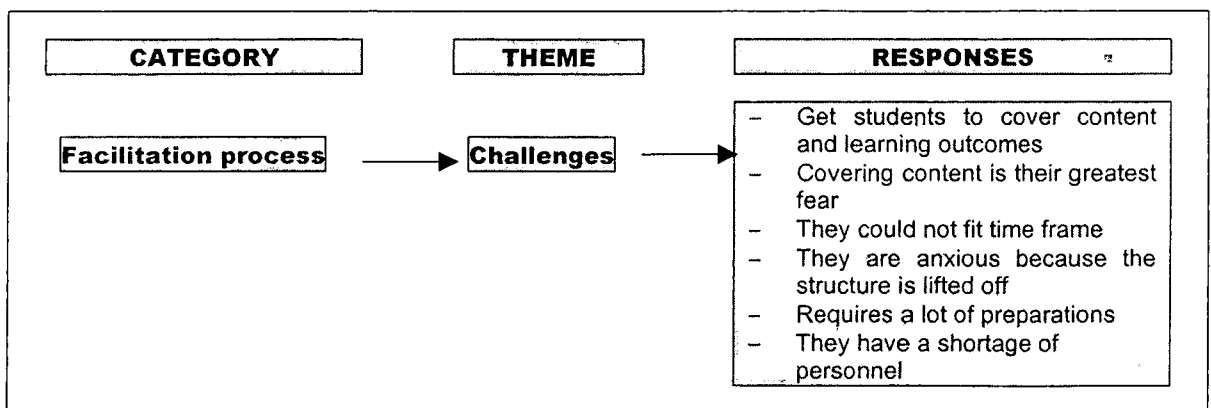 CATEGORY THEME RESPONSES
Facilitation process Challenges
– Get students to cover content
and learning outcomes
– Covering content is their greatest
fear
– They could not fit time frame
– They are anxious because the
structure is lifted off
– Requires a lot of preparations
– They have a shortage of
personnel